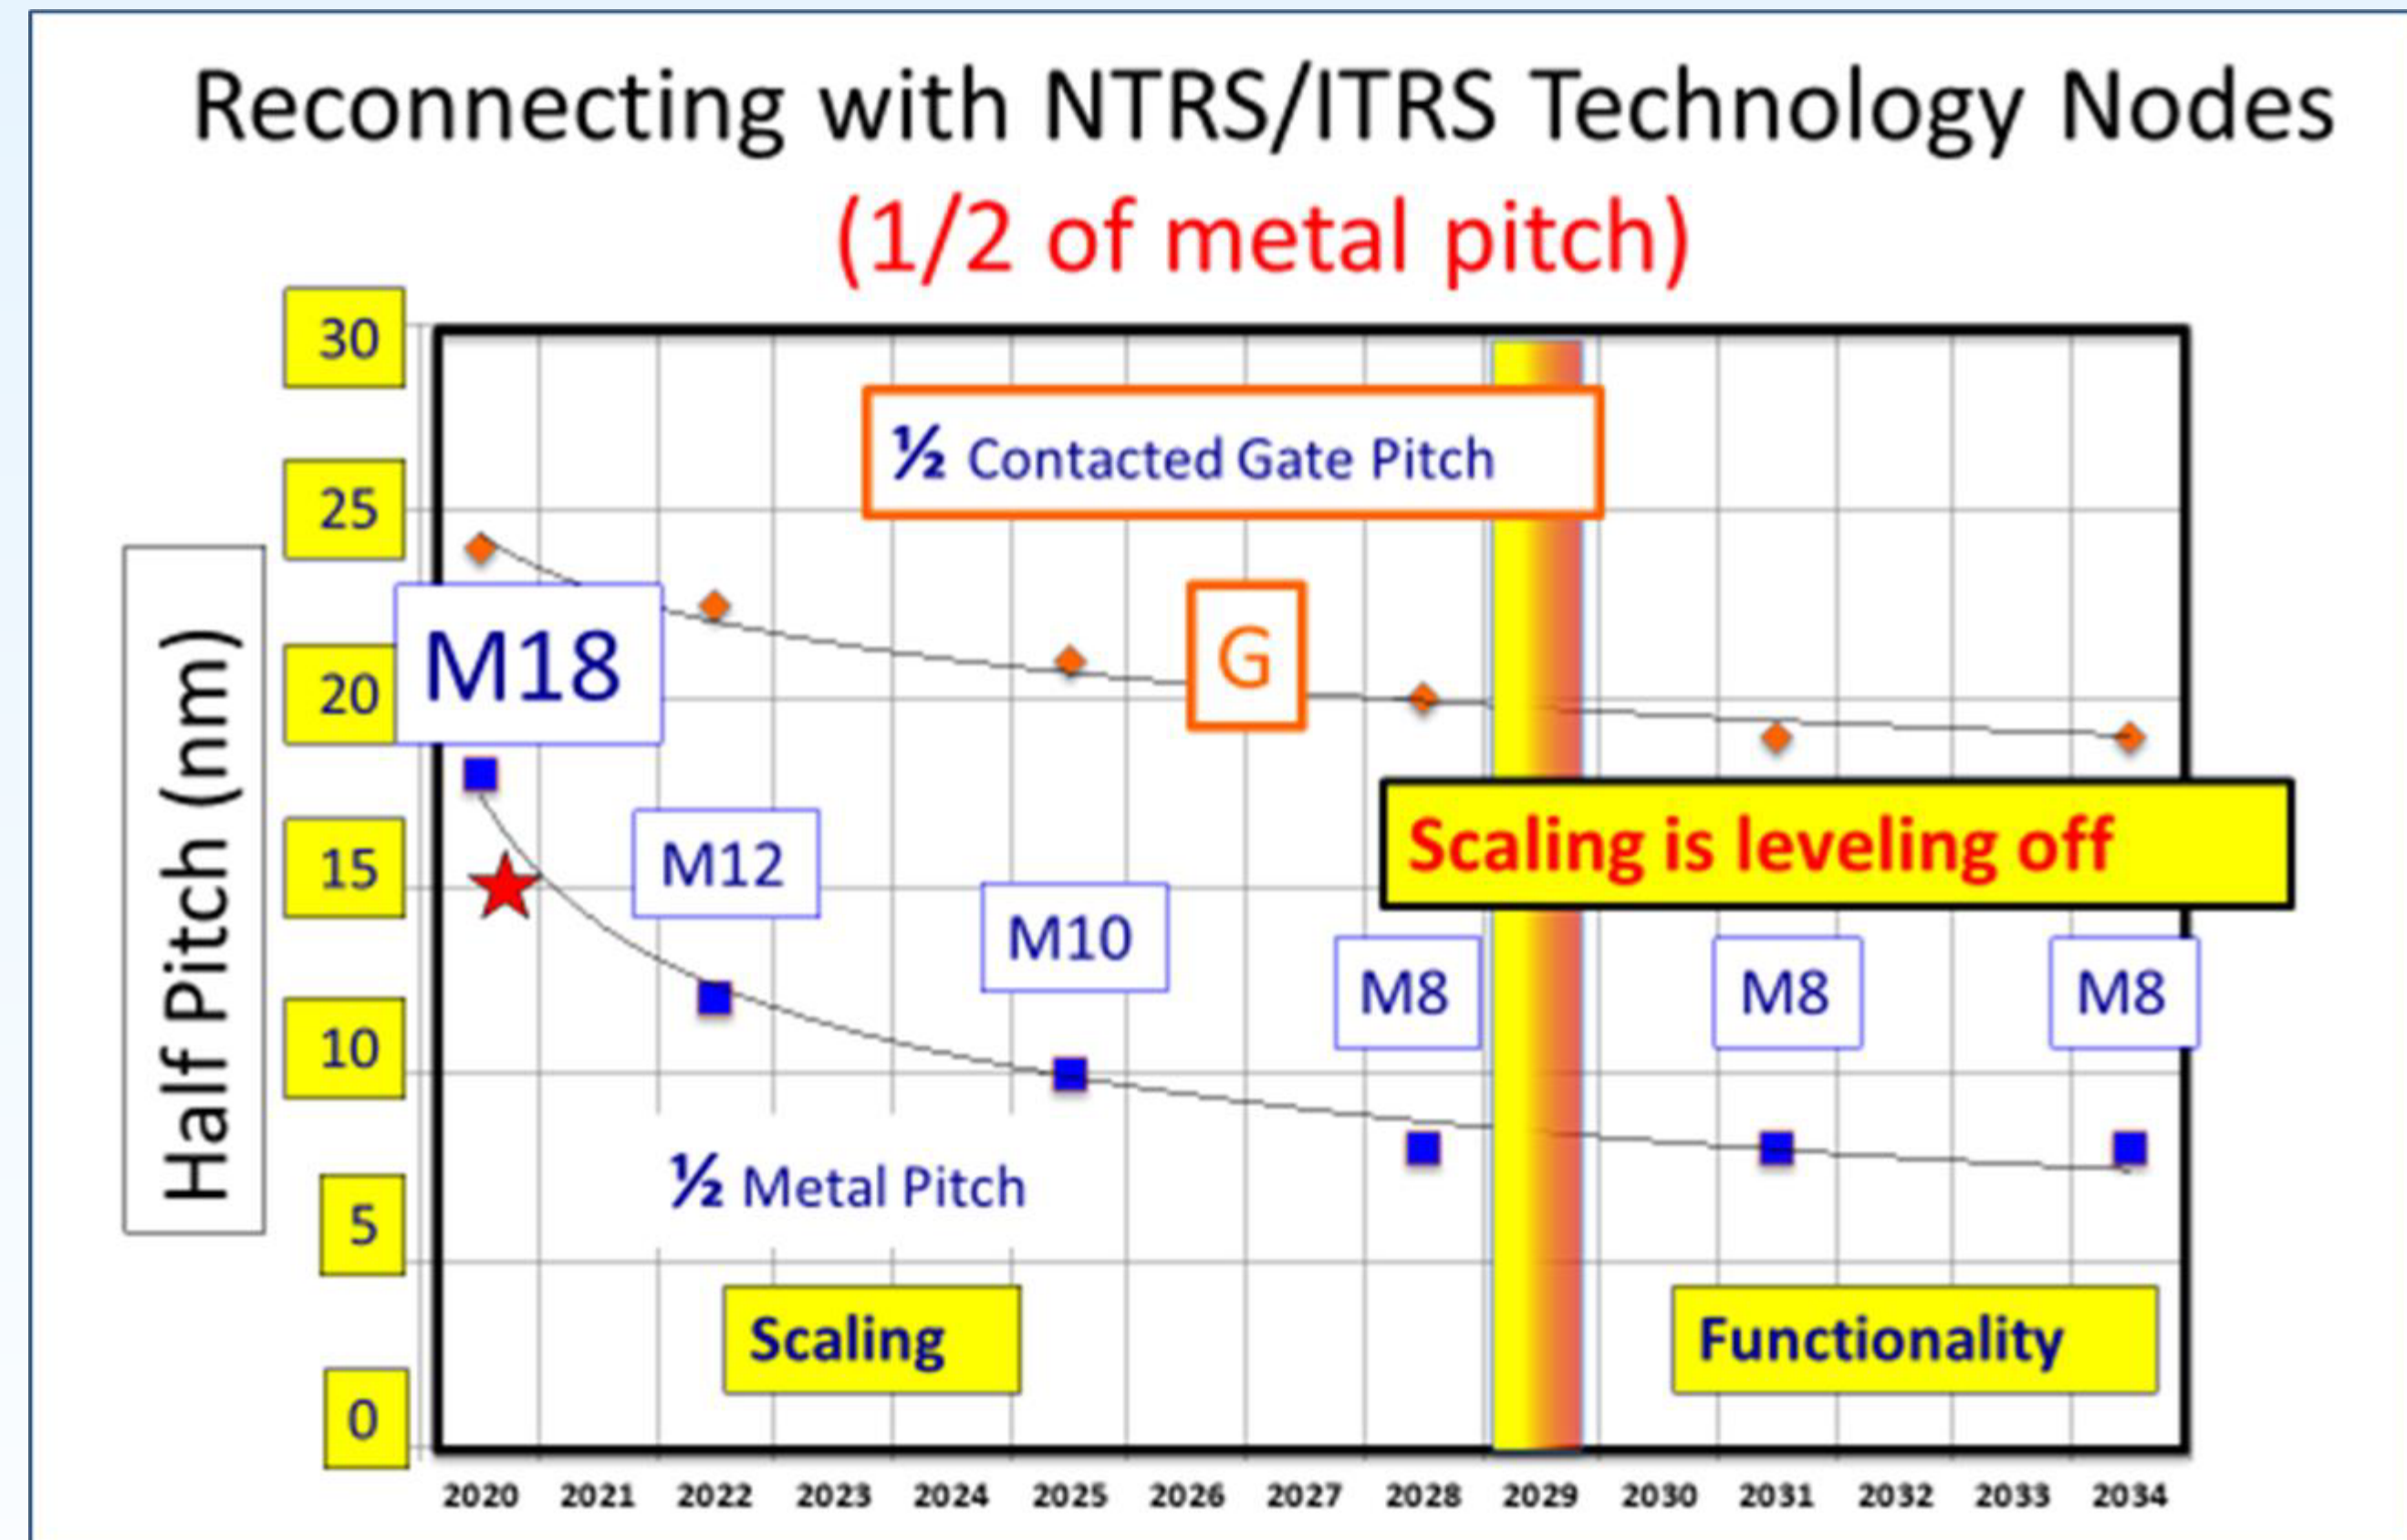 Reconnecting with NTRS/ITRS Technology Nodes
(1/2 of metal pitch)
Half Pitch (nm)
30
25
20
15
10
5
0
½ Contacted Gate Pitch
M18
G
Scaling is leveling off
M12
M10
M8
M8
M8
½ Metal Pitch
Scaling
Functionality
2020 2021 2022 2023 2024 2025 2026 2027 2028 2029 2030 2031 2032 2033 2034